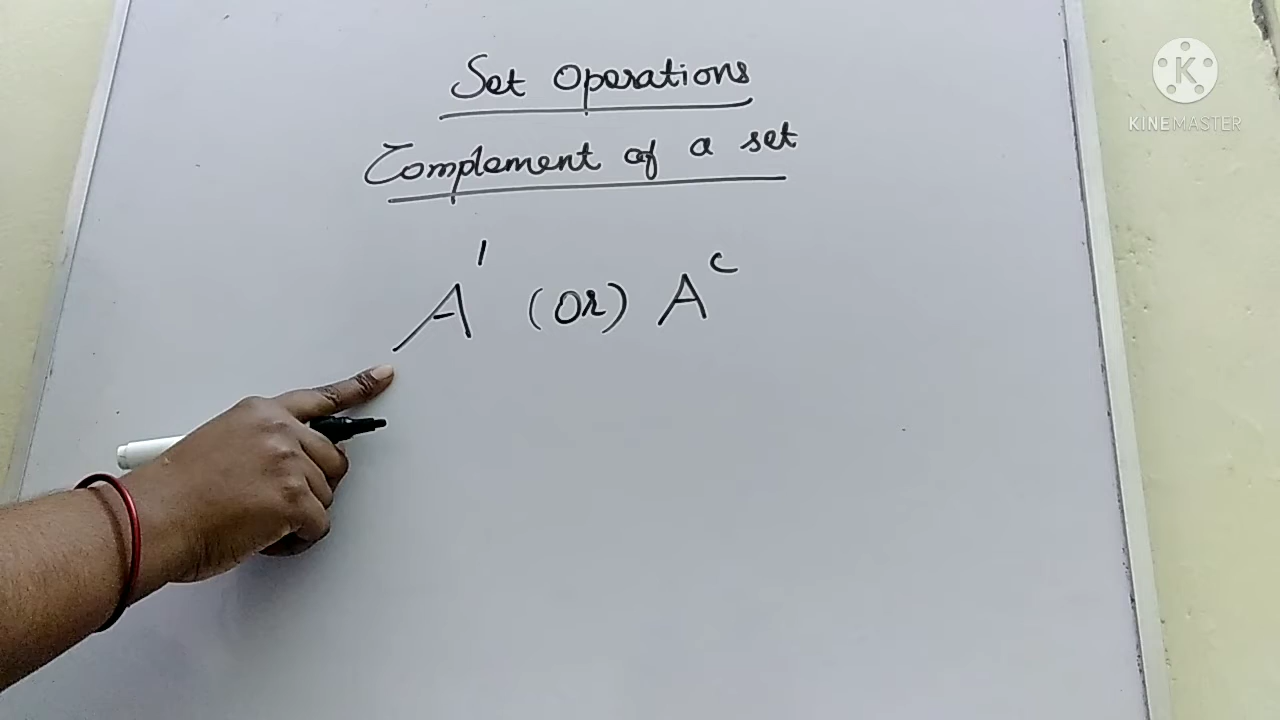 Set Operations
Complement of a set
A' (Or) A^c
KINEMASTER